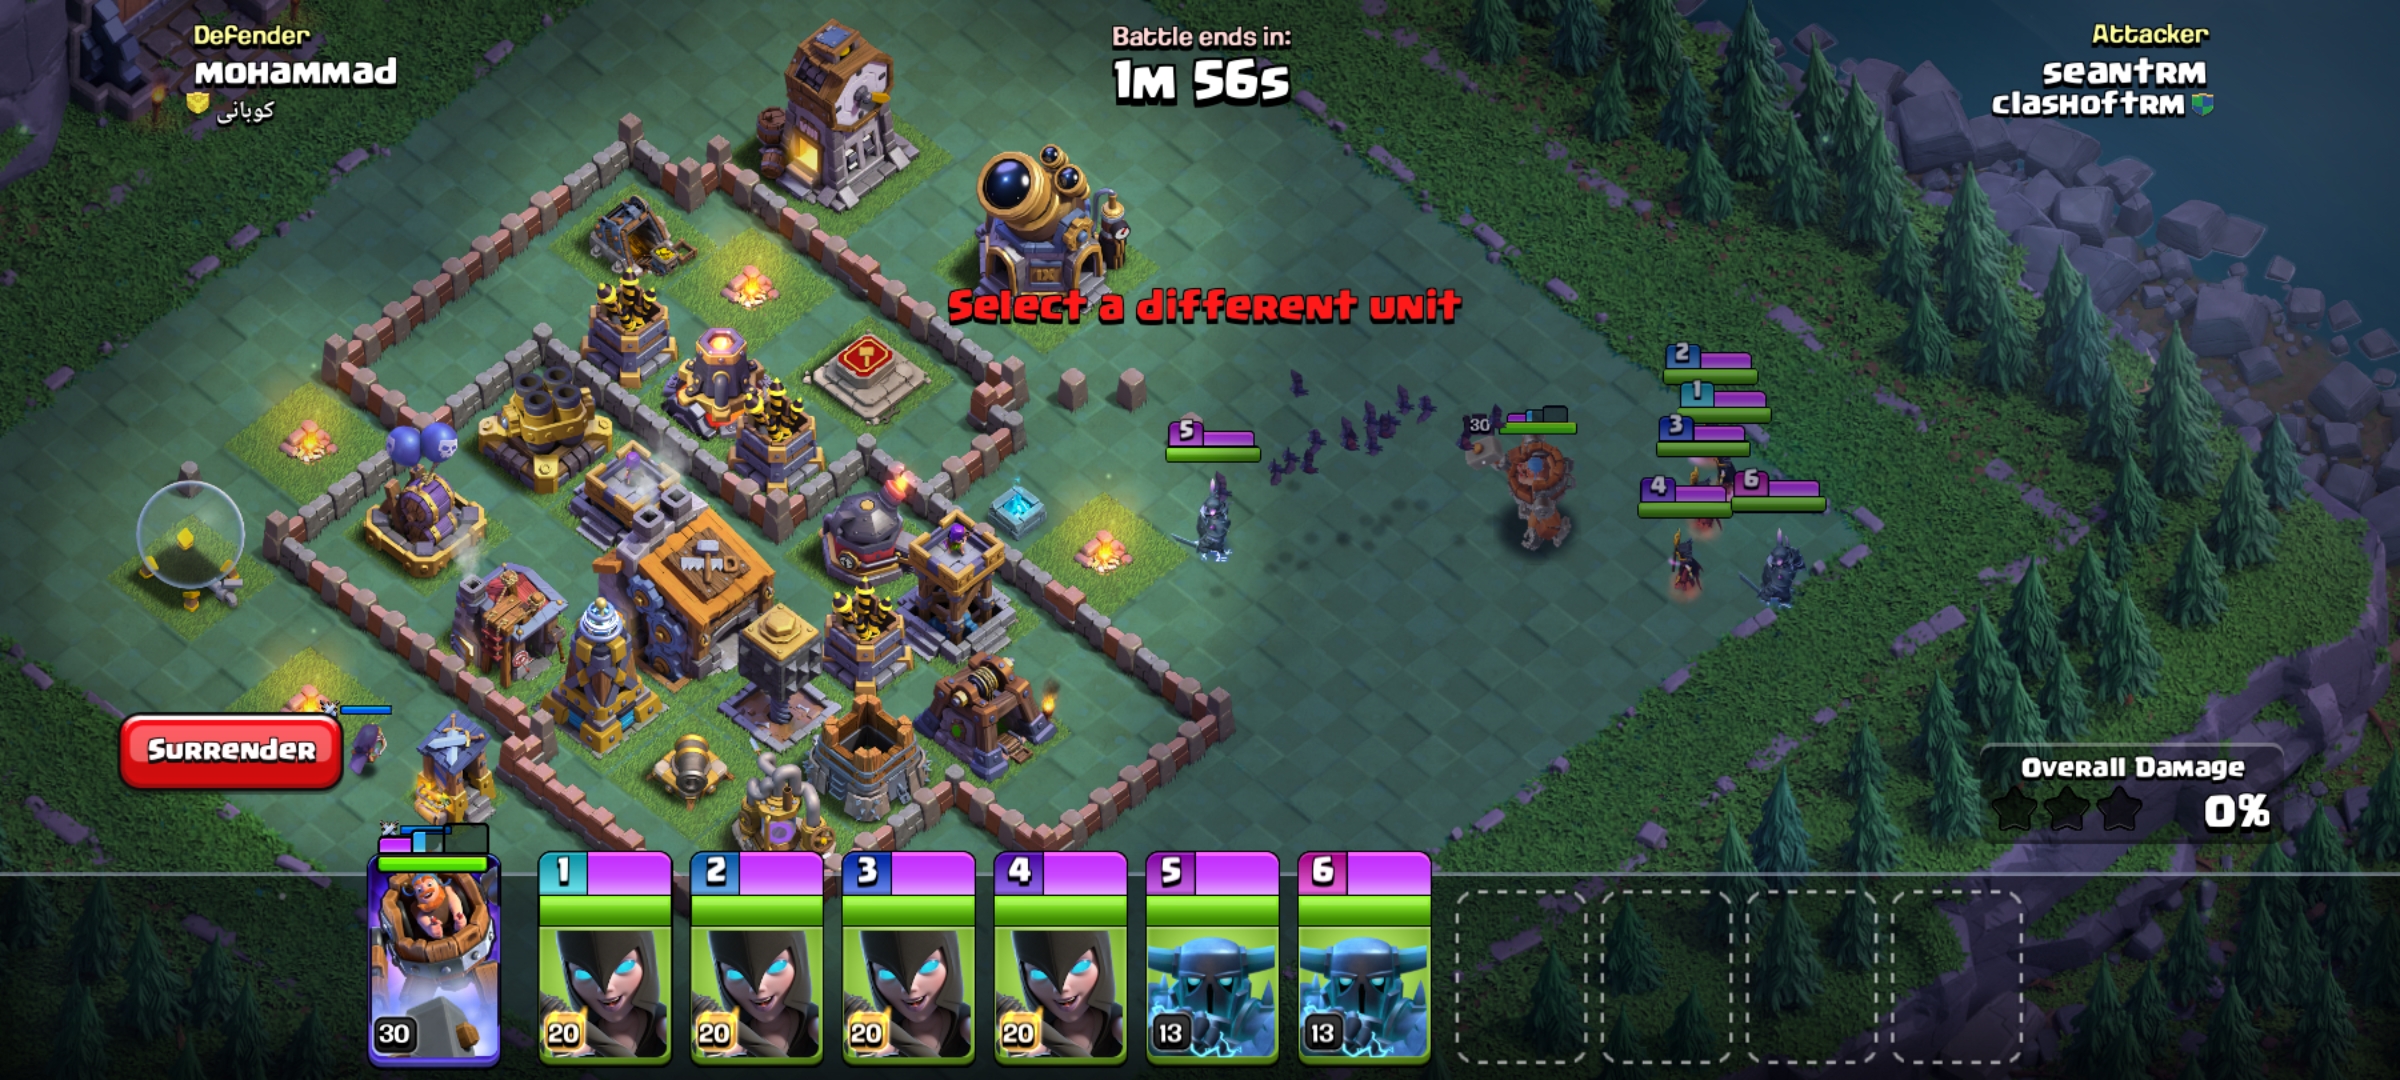 Defender
MOHAMMAD
كوبانى
Battle ends in:
1M 56s
Attacker
seantRM
clashoftRM
Select a different unit
2
1
3
5
30
4
6
Surrender
Overall Damage
0%
1
2
3
4
5
6
30
20
20
20
20
13
13